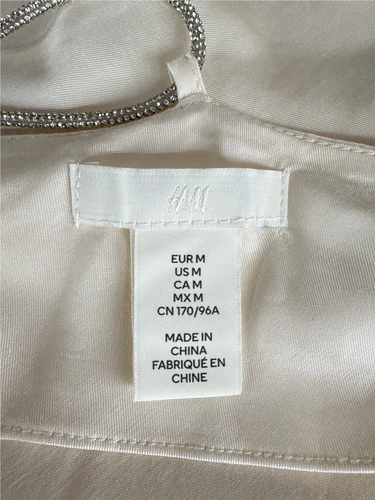 H&M
EUR M
US M
CA M
MX M
CN 170/96A
MADE IN
CHINA
FABRIQUÉ EN
CHINE